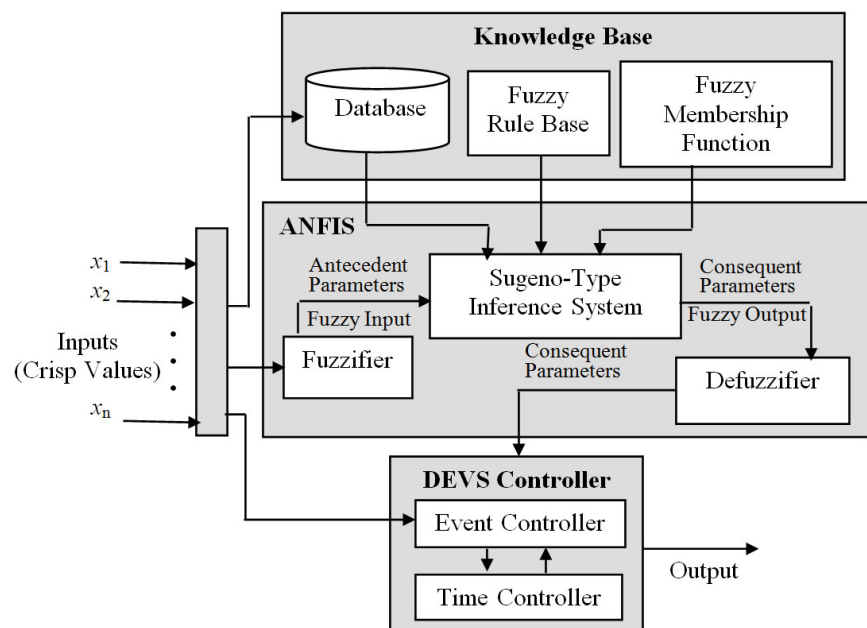 Knowledge Base
Database
Fuzzy
Rule Base
Fuzzy
Membership
Function
ANFIS
x1
x2
Inputs
(Crisp Values)
xn
Antecedent
Parameters
Fuzzy Input
Fuzzifier
Sugeno-Type
Inference System
Consequent
Parameters
Fuzzy Output
Consequent
Parameters
Defuzzifier
DEVS Controller
Event Controller
Time Controller
Output